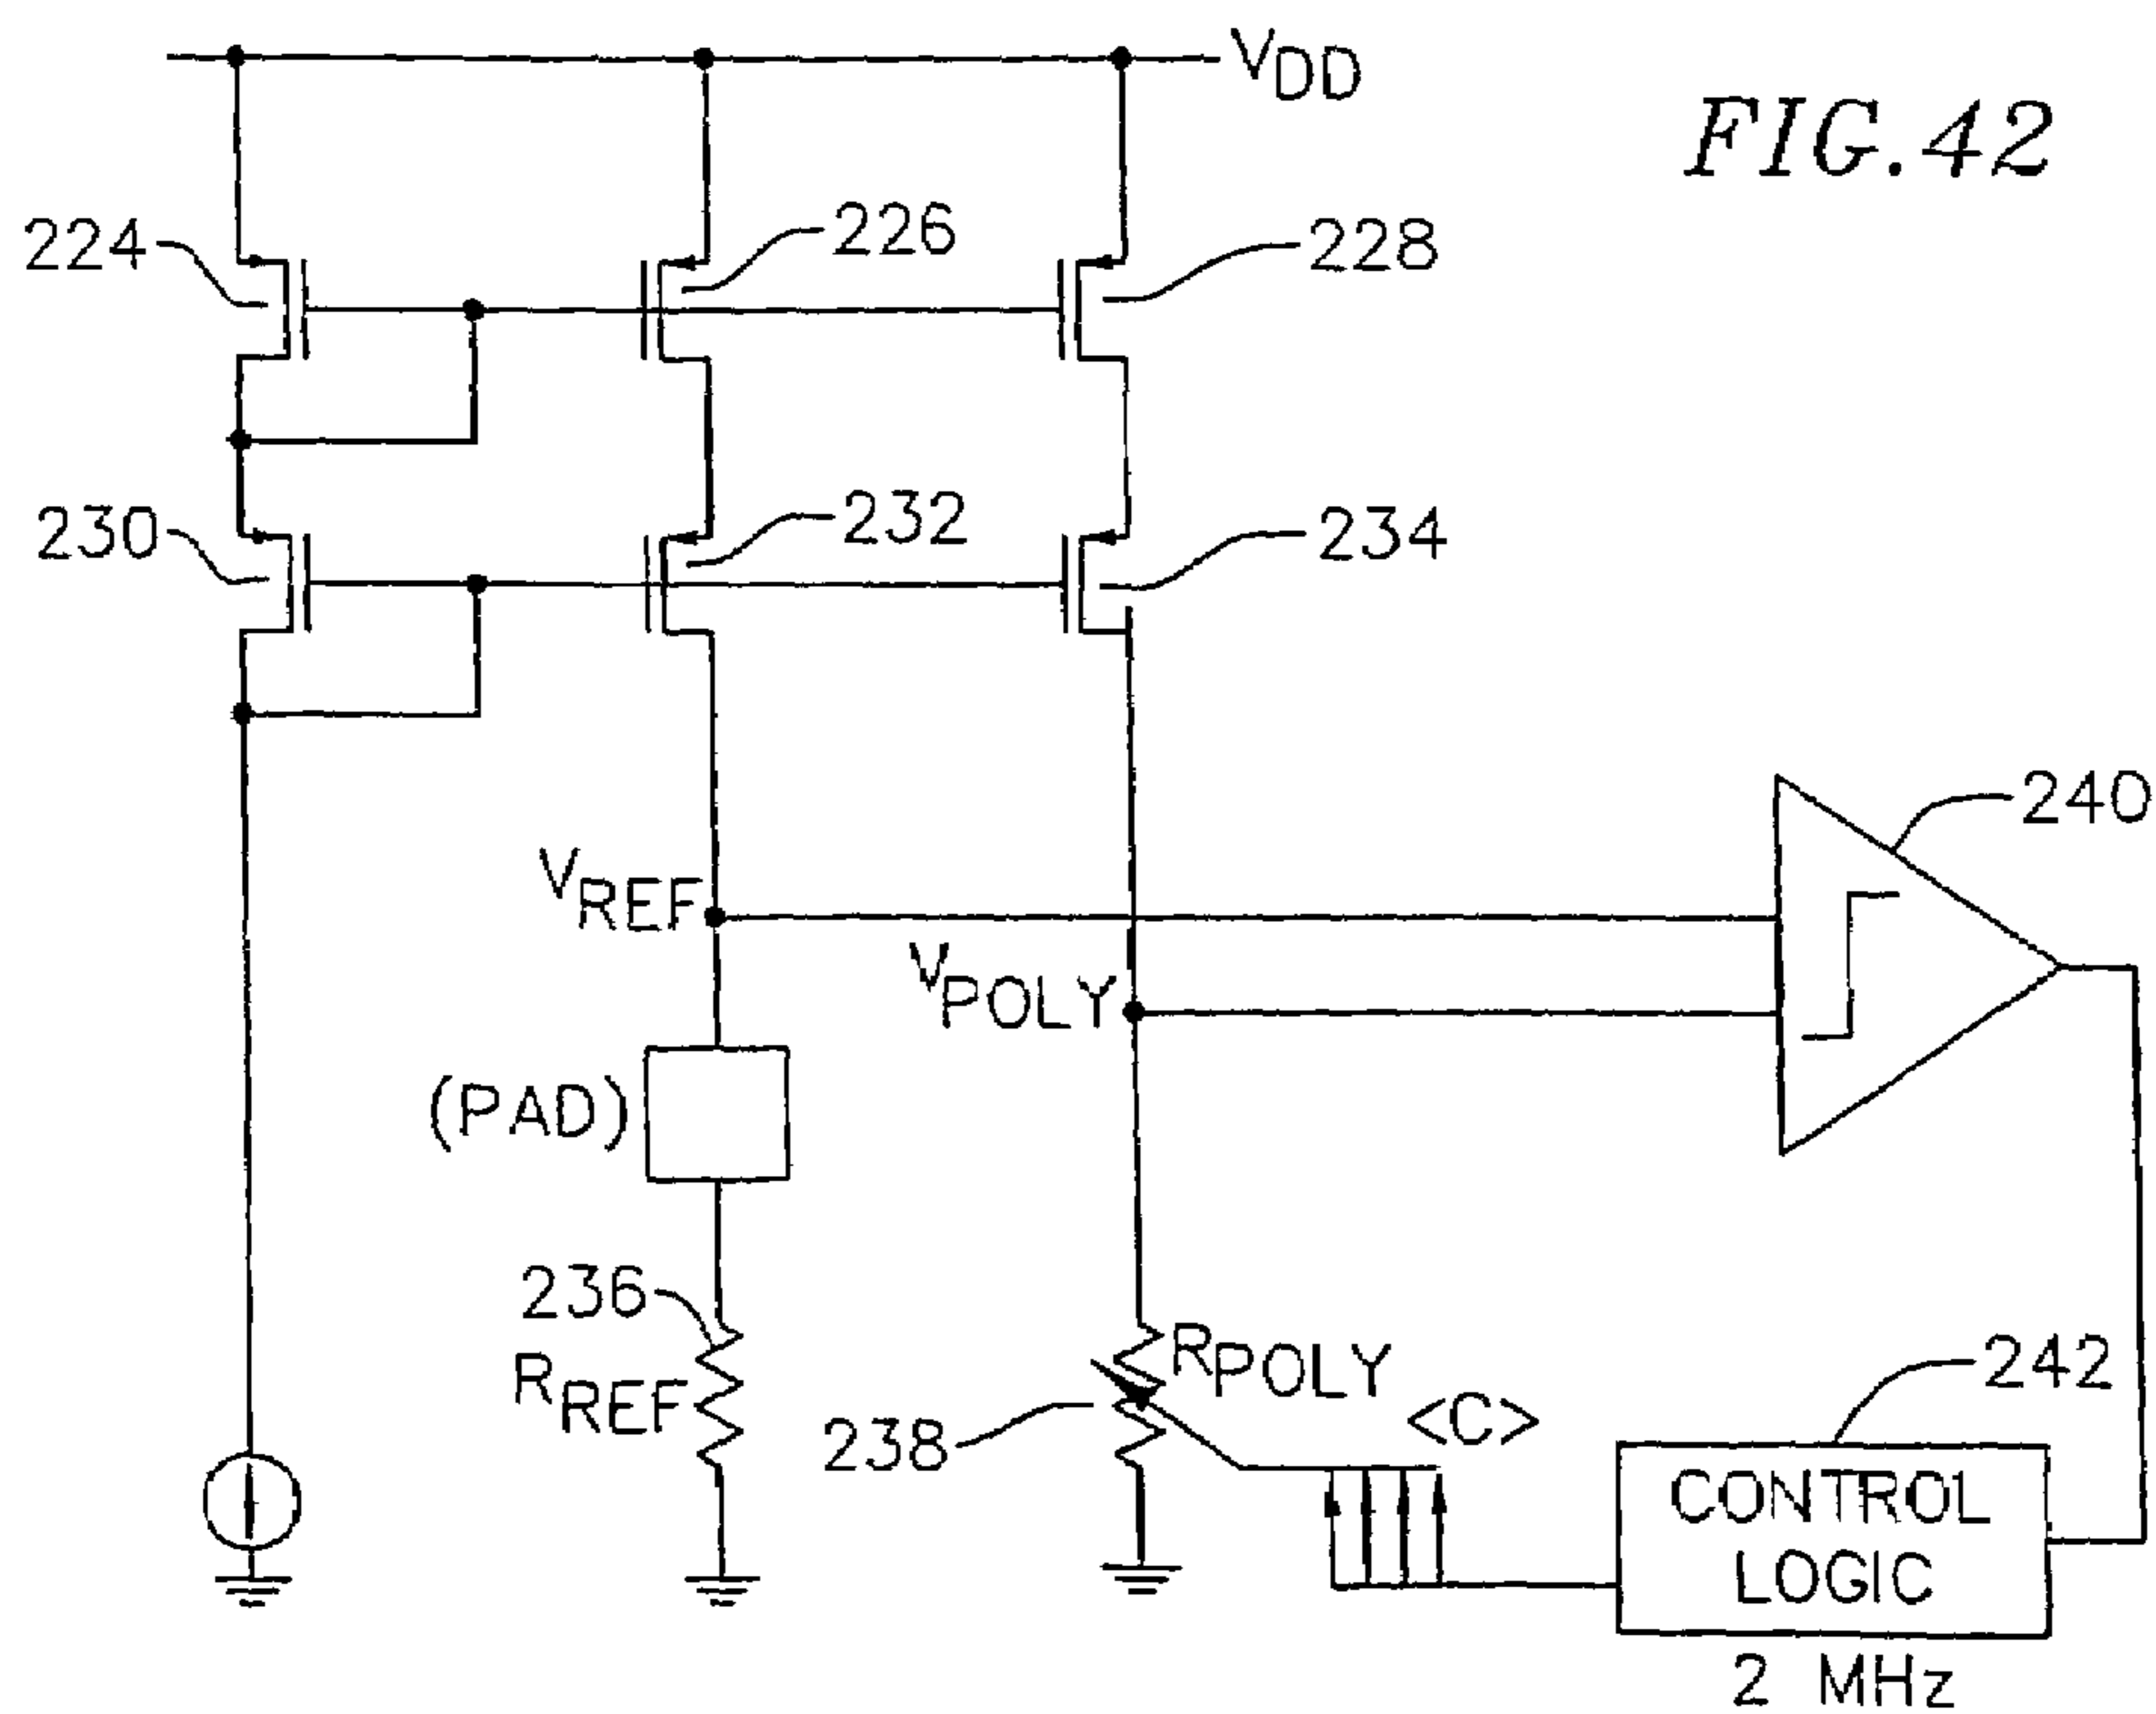 VDD
FIG.42
224
226
228
230
232
234
240
VREF
VPOLY
(PAD)
236
RREF
RPOLY
238
<C>
242
CONTROL
LOGIC
2 MHz